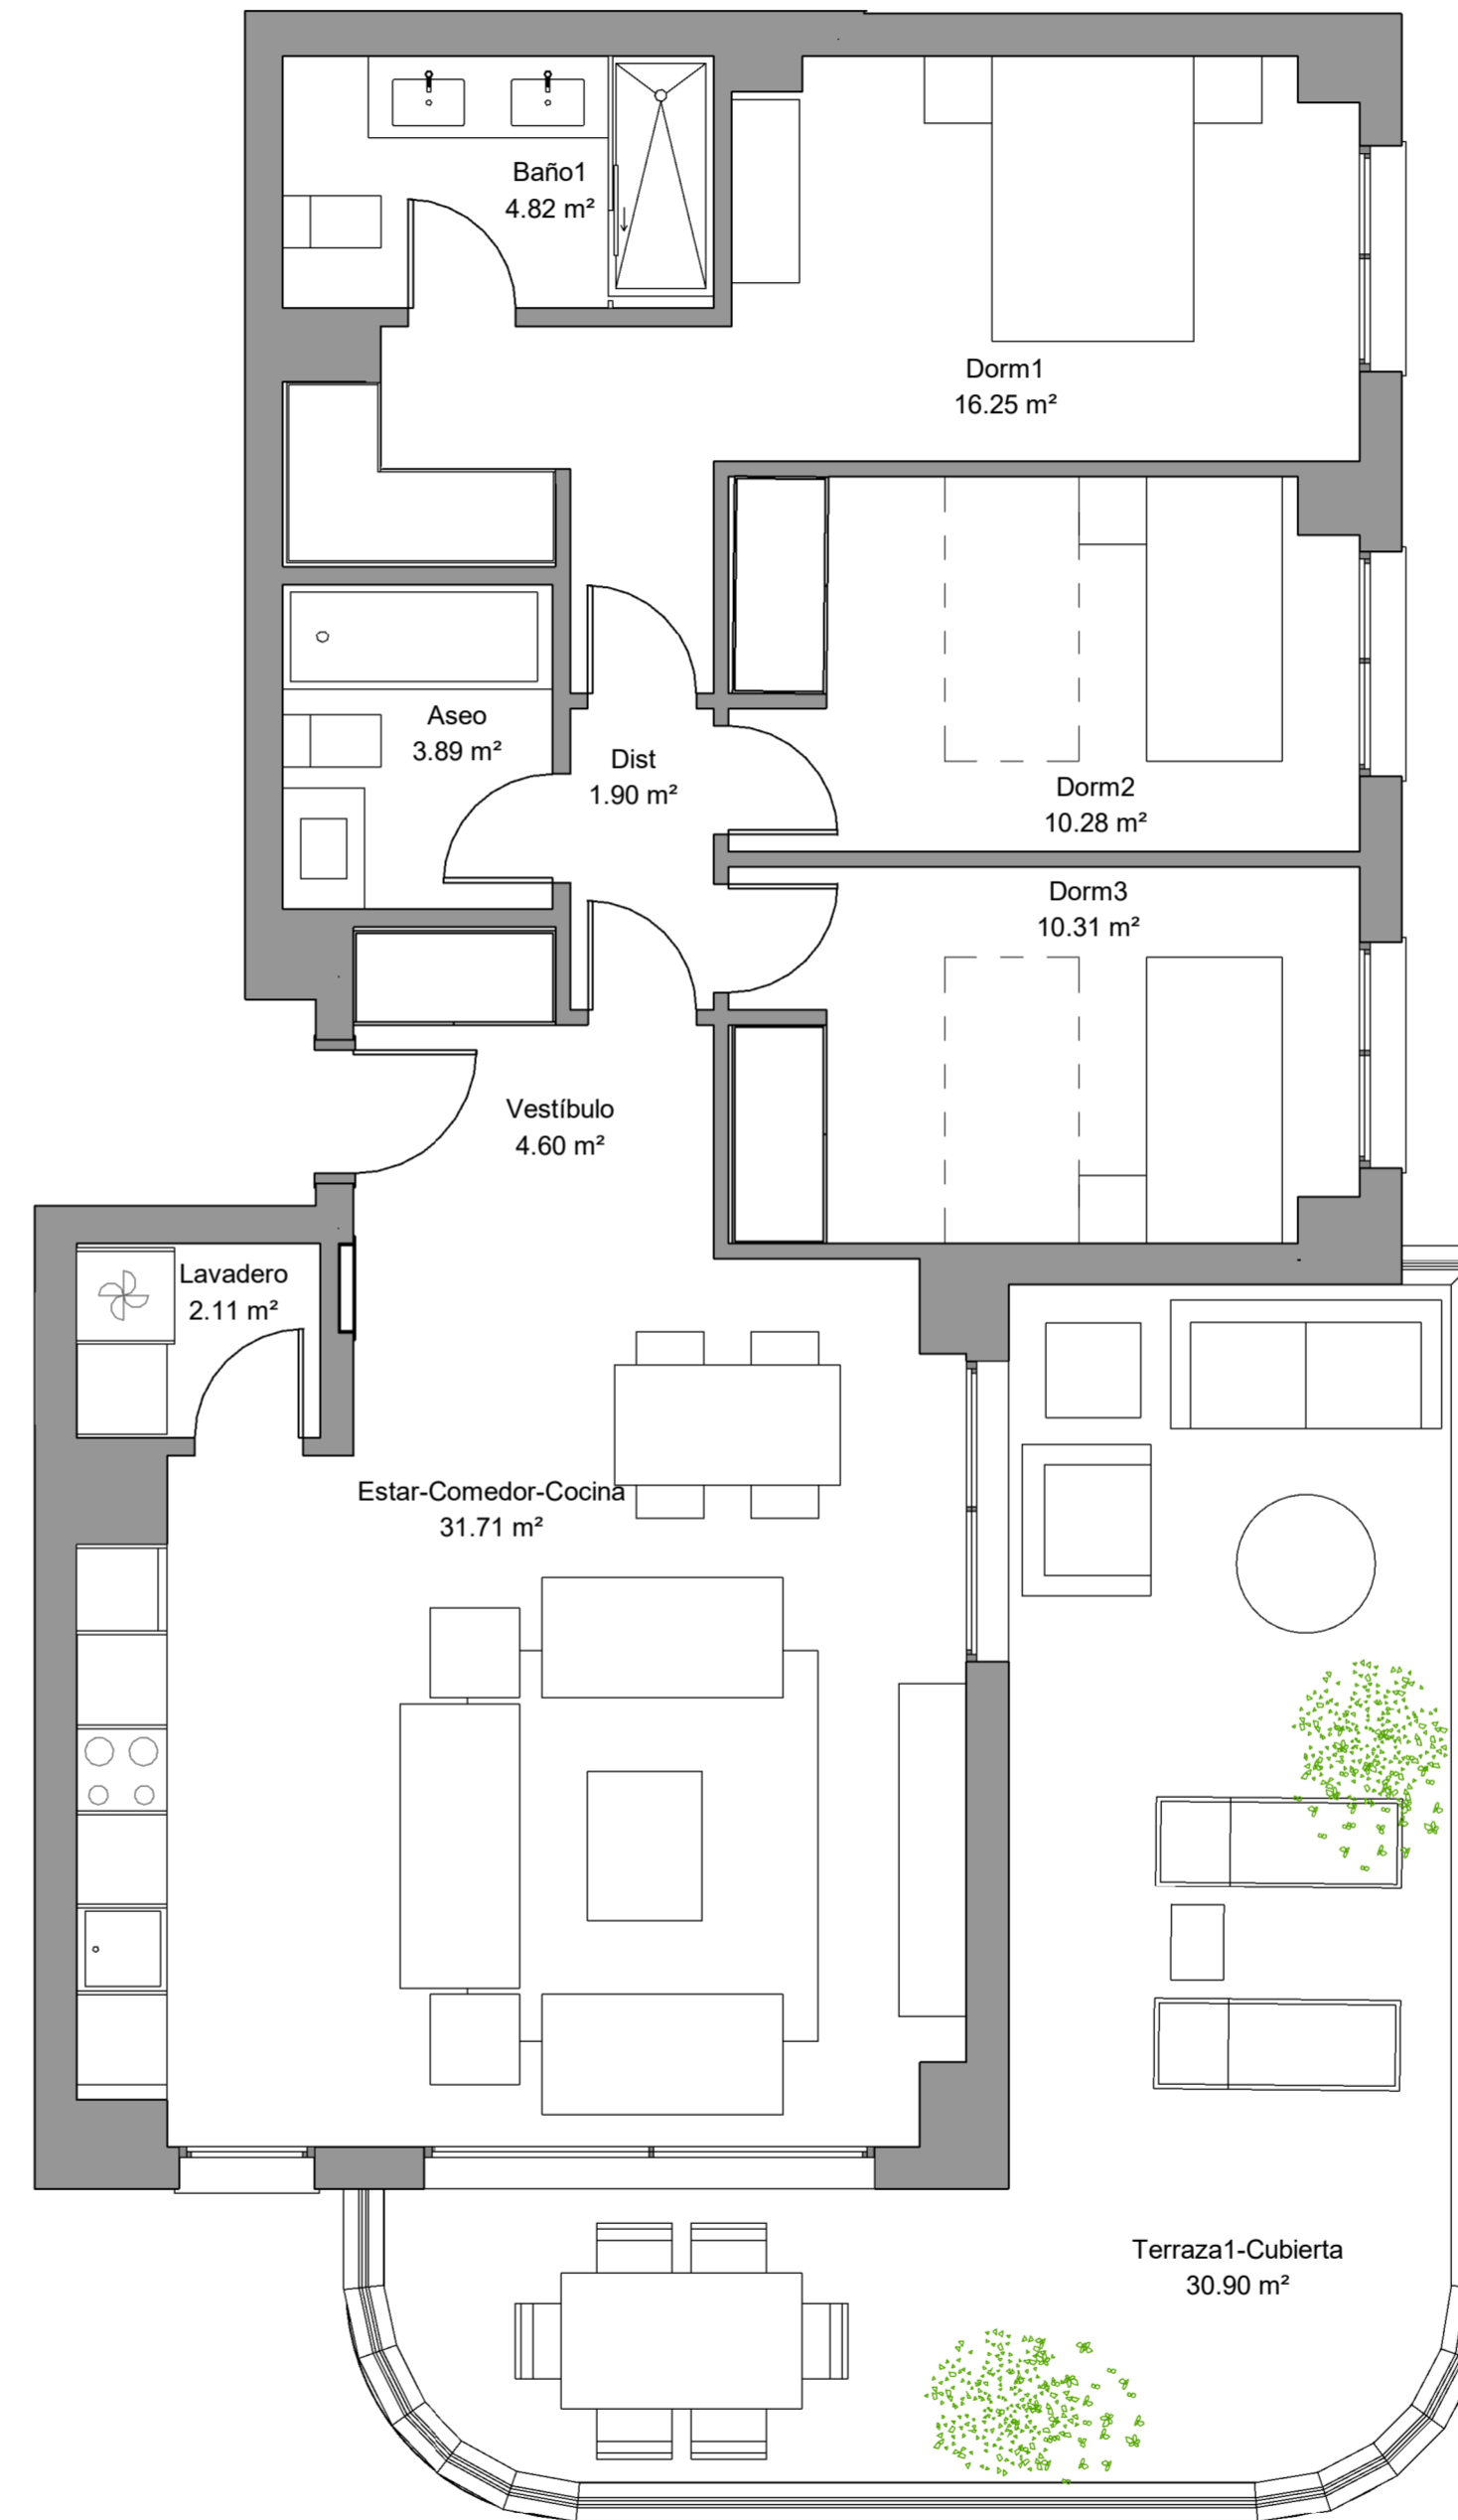 Baño1
4.82 m²
Dorm1
16.25 m²
Aseo
3.89 m²
Dist
1.90 m²
Dorm2
10.28 m²
Dorm3
10.31 m²
Vestíbulo
4.60 m²
Lavadero
2.11 m²
Estar-Comedor-Cocina
31.71 m²
Terraza1-Cubierta
30.90 m²